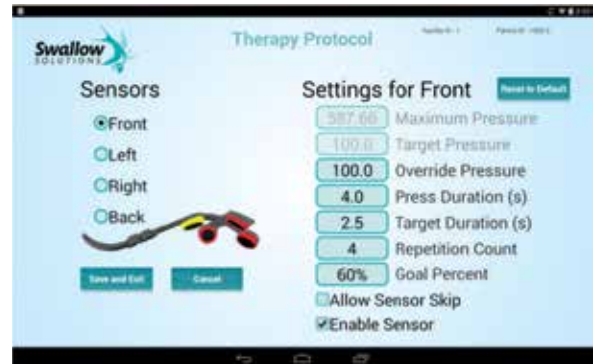 Swallow
SOLUTIONS
Therapy Protocol
Sensors
Front
Left
Right
Back
Save and Exit
Cancel
Settings for Front
Reset to Default
587.66 Maximum Pressure
100.0 Target Pressure
100.0 Override Pressure
4.0 Press Duration (s)
2.5 Target Duration (s)
4 Repetition Count
60% Goal Percent
Allow Sensor Skip
Enable Sensor